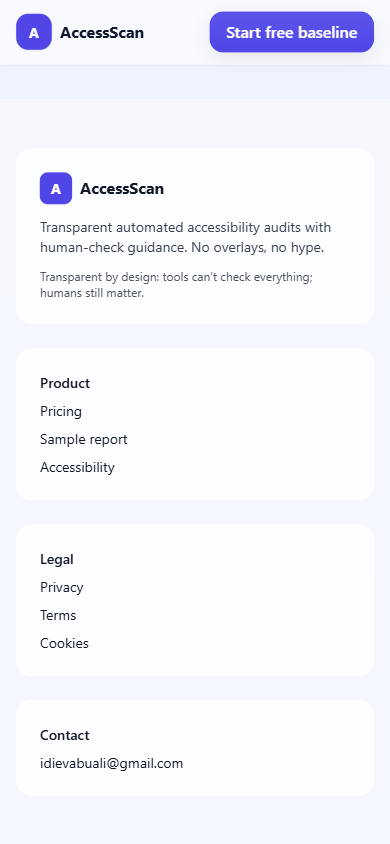 A AccessScan Start free baseline
A AccessScan
Transparent automated accessibility audits with
human-check guidance. No overlays, no hype.
Transparent by design: tools can't check everything;
humans still matter.
Product
Pricing
Sample report
Accessibility
Legal
Privacy
Terms
Cookies
Contact
idievabuali@gmail.com